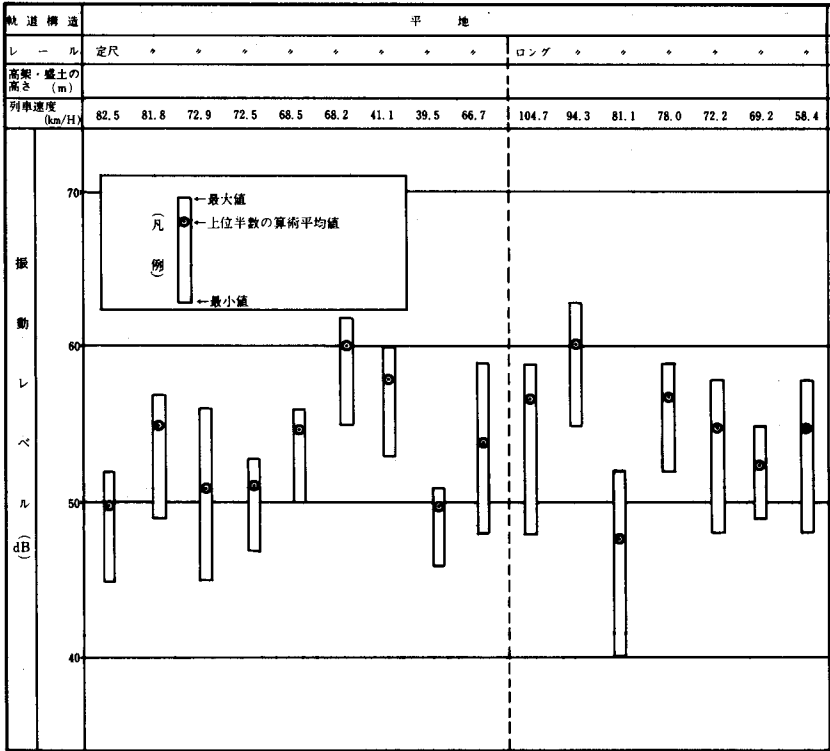 軌道構造 平地
レール 定尺 〃 〃 〃 〃 〃 〃 〃 〃 ロング 〃 〃 〃 〃 〃 〃
高架・盛土の
高さ (m)
列車速度
(km/H) 82.5 81.8 72.9 72.5 68.5 68.2 41.1 39.5 66.7 104.7 94.3 81.1 78.0 72.2 69.2 58.4
振動レベル(dB)
70
60
50
40
(凡例)
←最大値
←上位半数の算術平均値
←最小値